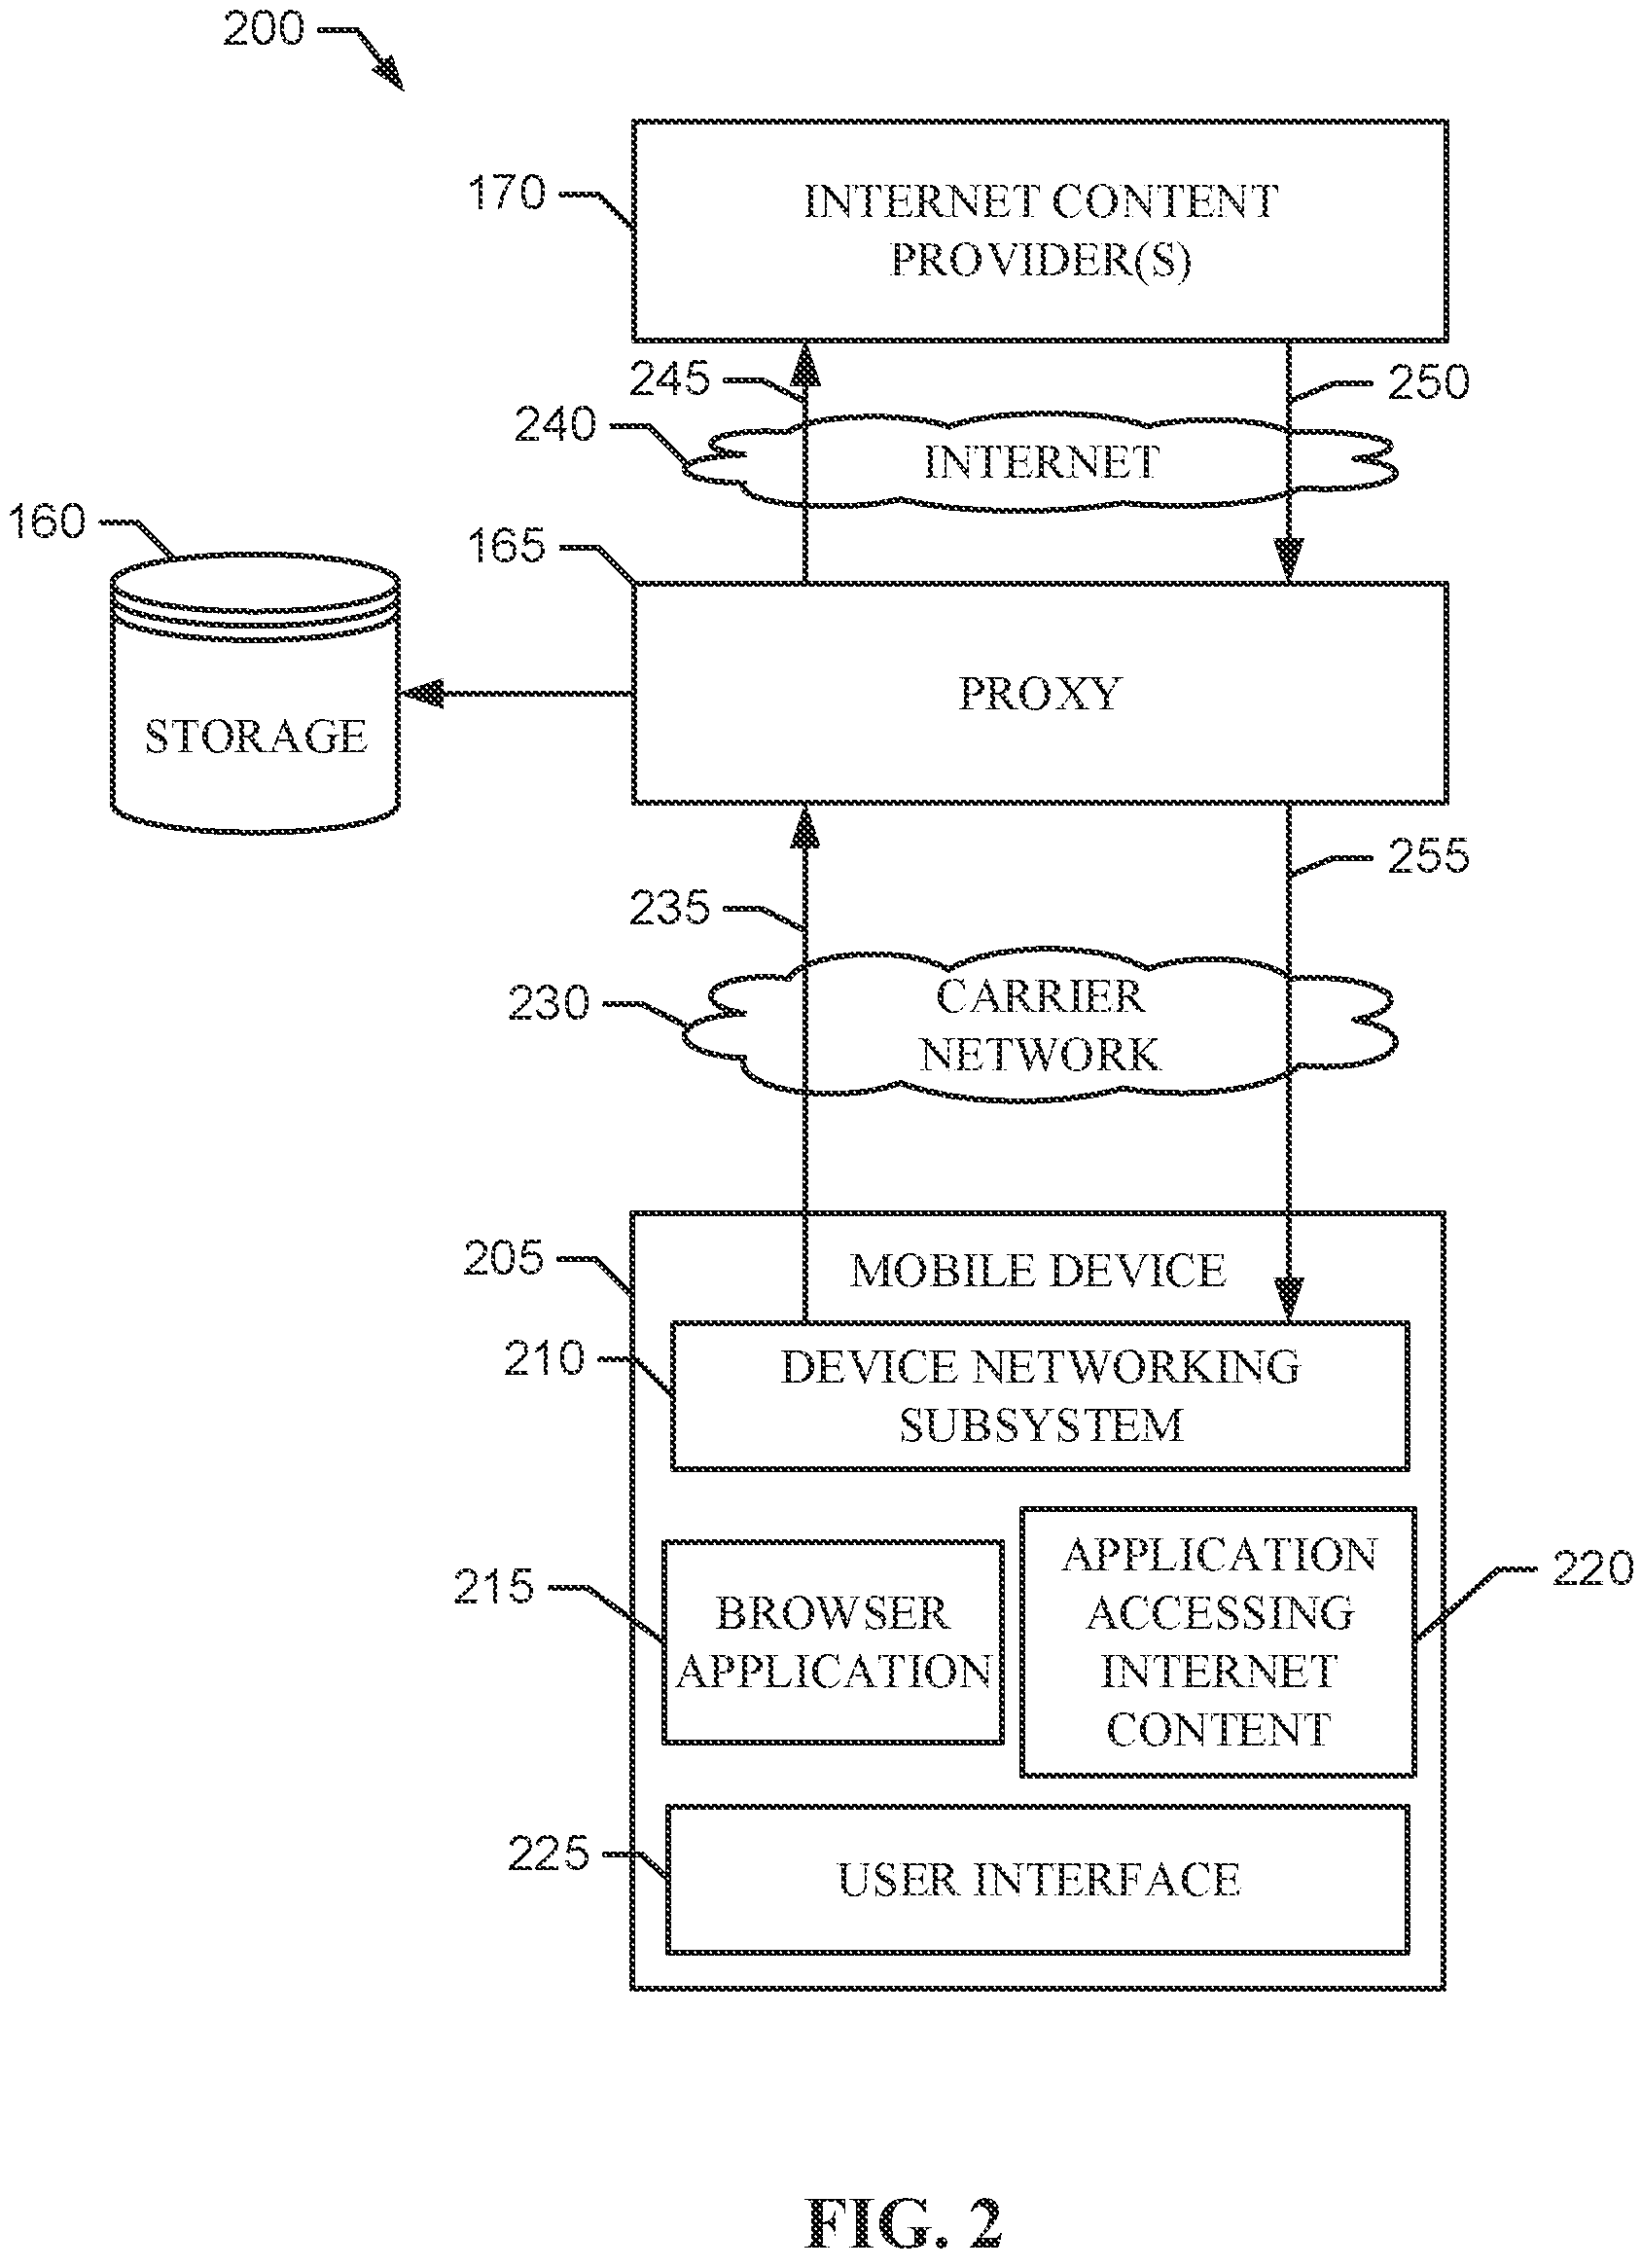 200
170
INTERNET CONTENT
PROVIDER(S)
245
250
240
INTERNET
160
165
STORAGE
PROXY
255
235
230
CARRIER
NETWORK
205
MOBILE DEVICE
210
DEVICE NETWORKING
SUBSYSTEM
215
BROWSER
APPLICATION
APPLICATION
ACCESSING
INTERNET
CONTENT
220
225
USER INTERFACE
FIG. 2